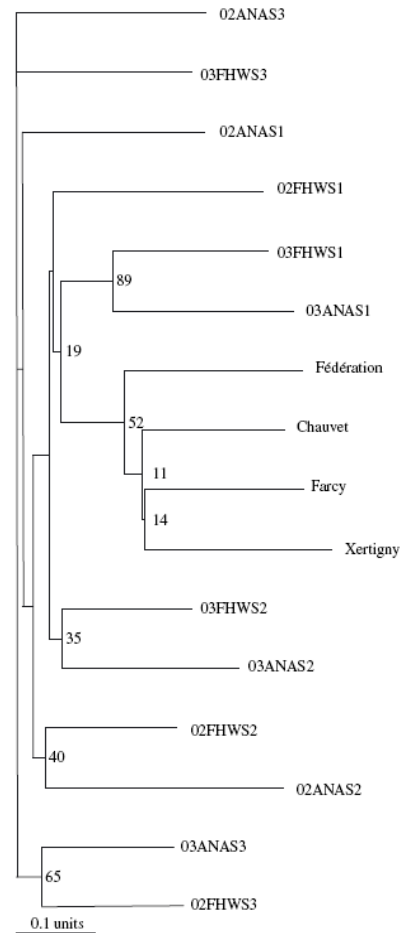 02ANAS3
03FHWS3
02ANAS1
02FHWS1
03FHWS1
89
03ANAS1
19
Fédération
52
Chauvet
11
Farcy
14
Xertigny
03FHWS2
35
03ANAS2
02FHWS2
40
02ANAS2
03ANAS3
65
02FHWS3
0.1 units